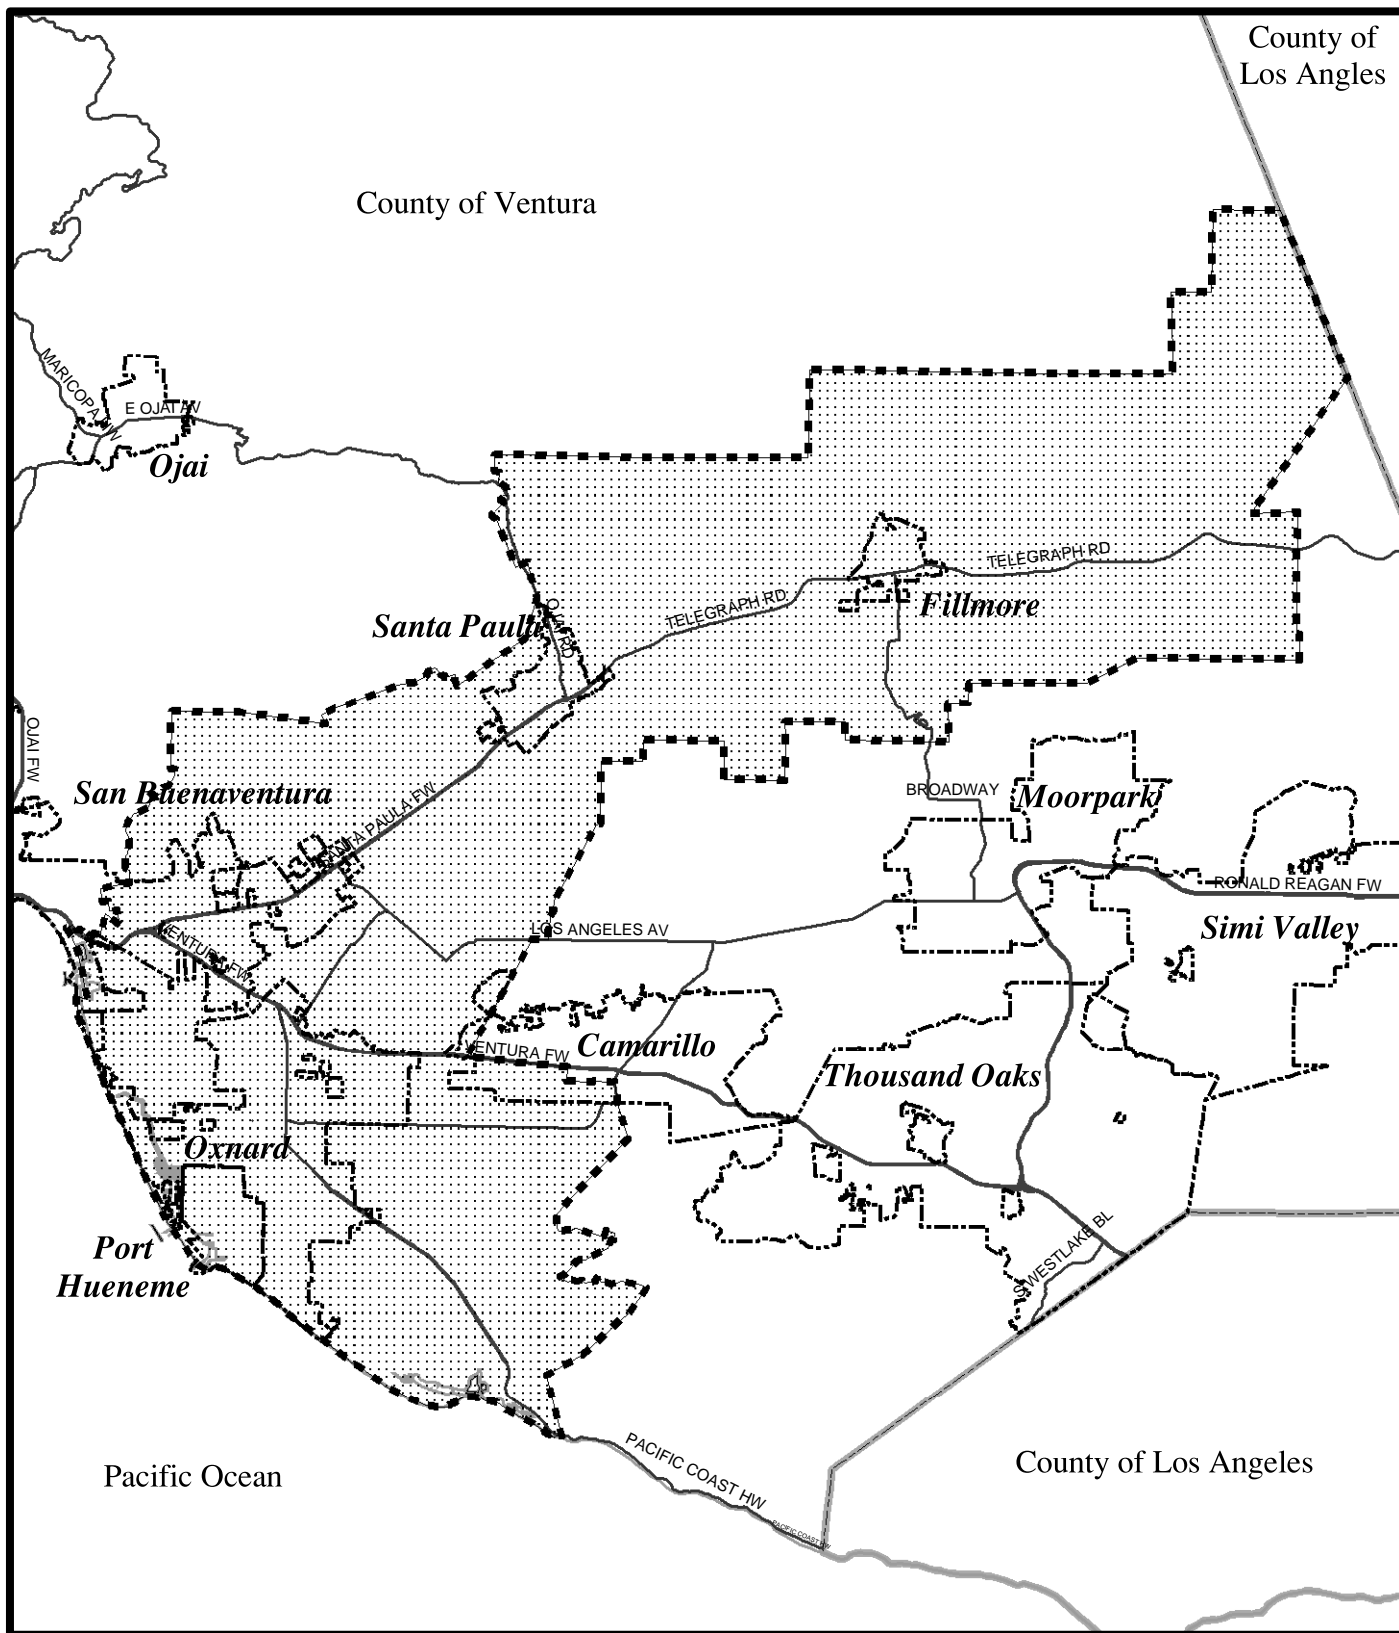 County of
Los Angles
County of Ventura
MARICOPA HW
E OJAI AV
Ojai
TELEGRAPH RD
Fillmore
TELEGRAPH RD
Santa Paula
OJAI RD
OJAI FW
San Buenaventura
SANTA PAULA FW
BROADWAY
Moorpark
RONALD REAGAN FW
Simi Valley
LOS ANGELES AV
VENTURA FW
VENTURA FW
Camarillo
Thousand Oaks
Oxnard
Port
Hueneme
S WESTLAKE BL
PACIFIC COAST HW
PACIFIC COAST HW
Pacific Ocean
County of Los Angeles